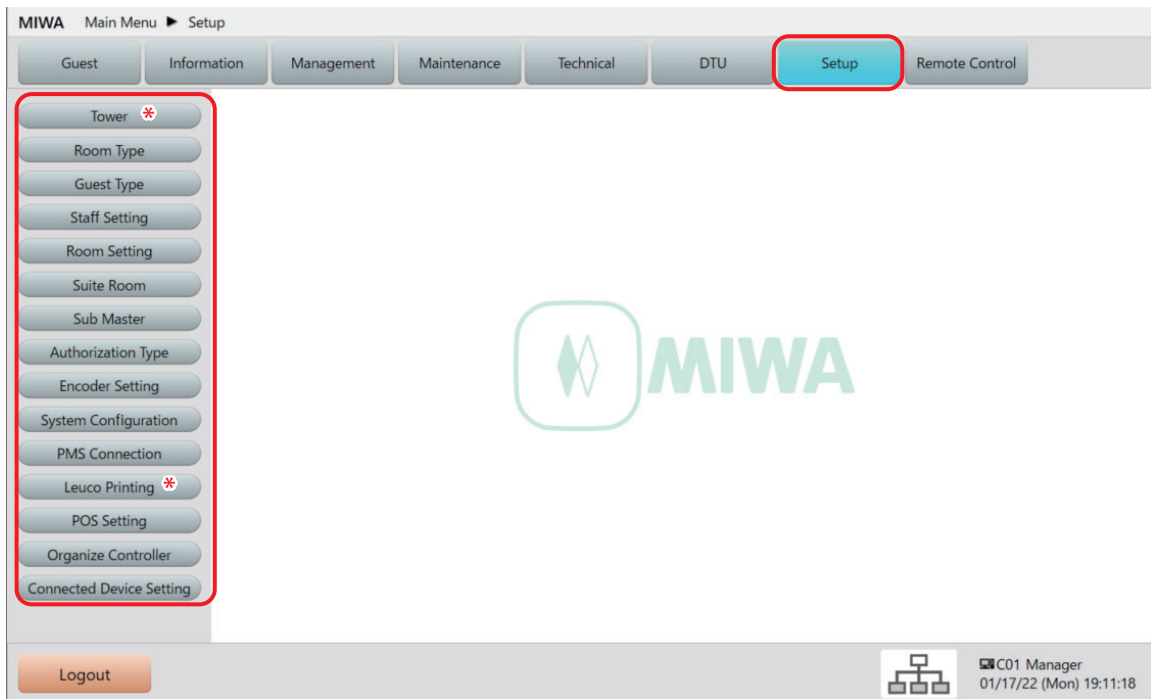 MIWA Main Menu ▶ Setup
Guest Information Management Maintenance Technical DTU Setup Remote Control
Tower *
Room Type
Guest Type
Staff Setting
Room Setting
Suite Room
Sub Master
Authorization Type
Encoder Setting
System Configuration
PMS Connection
Leuco Printing *
POS Setting
Organize Controller
Connected Device Setting
MIWA
Logout
C01 Manager
01/17/22 (Mon) 19:11:18